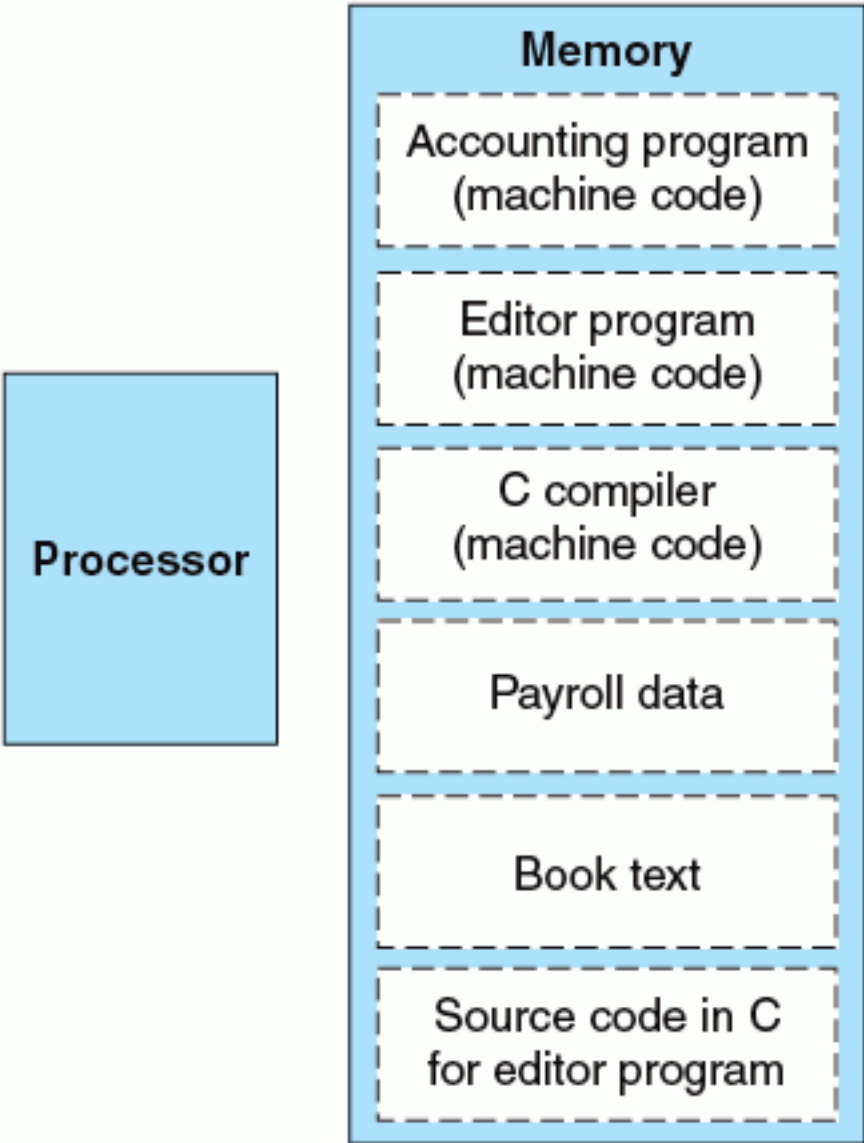 Memory
Accounting program
(machine code)
Editor program
(machine code)
C compiler
(machine code)
Processor
Payroll data
Book text
Source code in C
for editor program